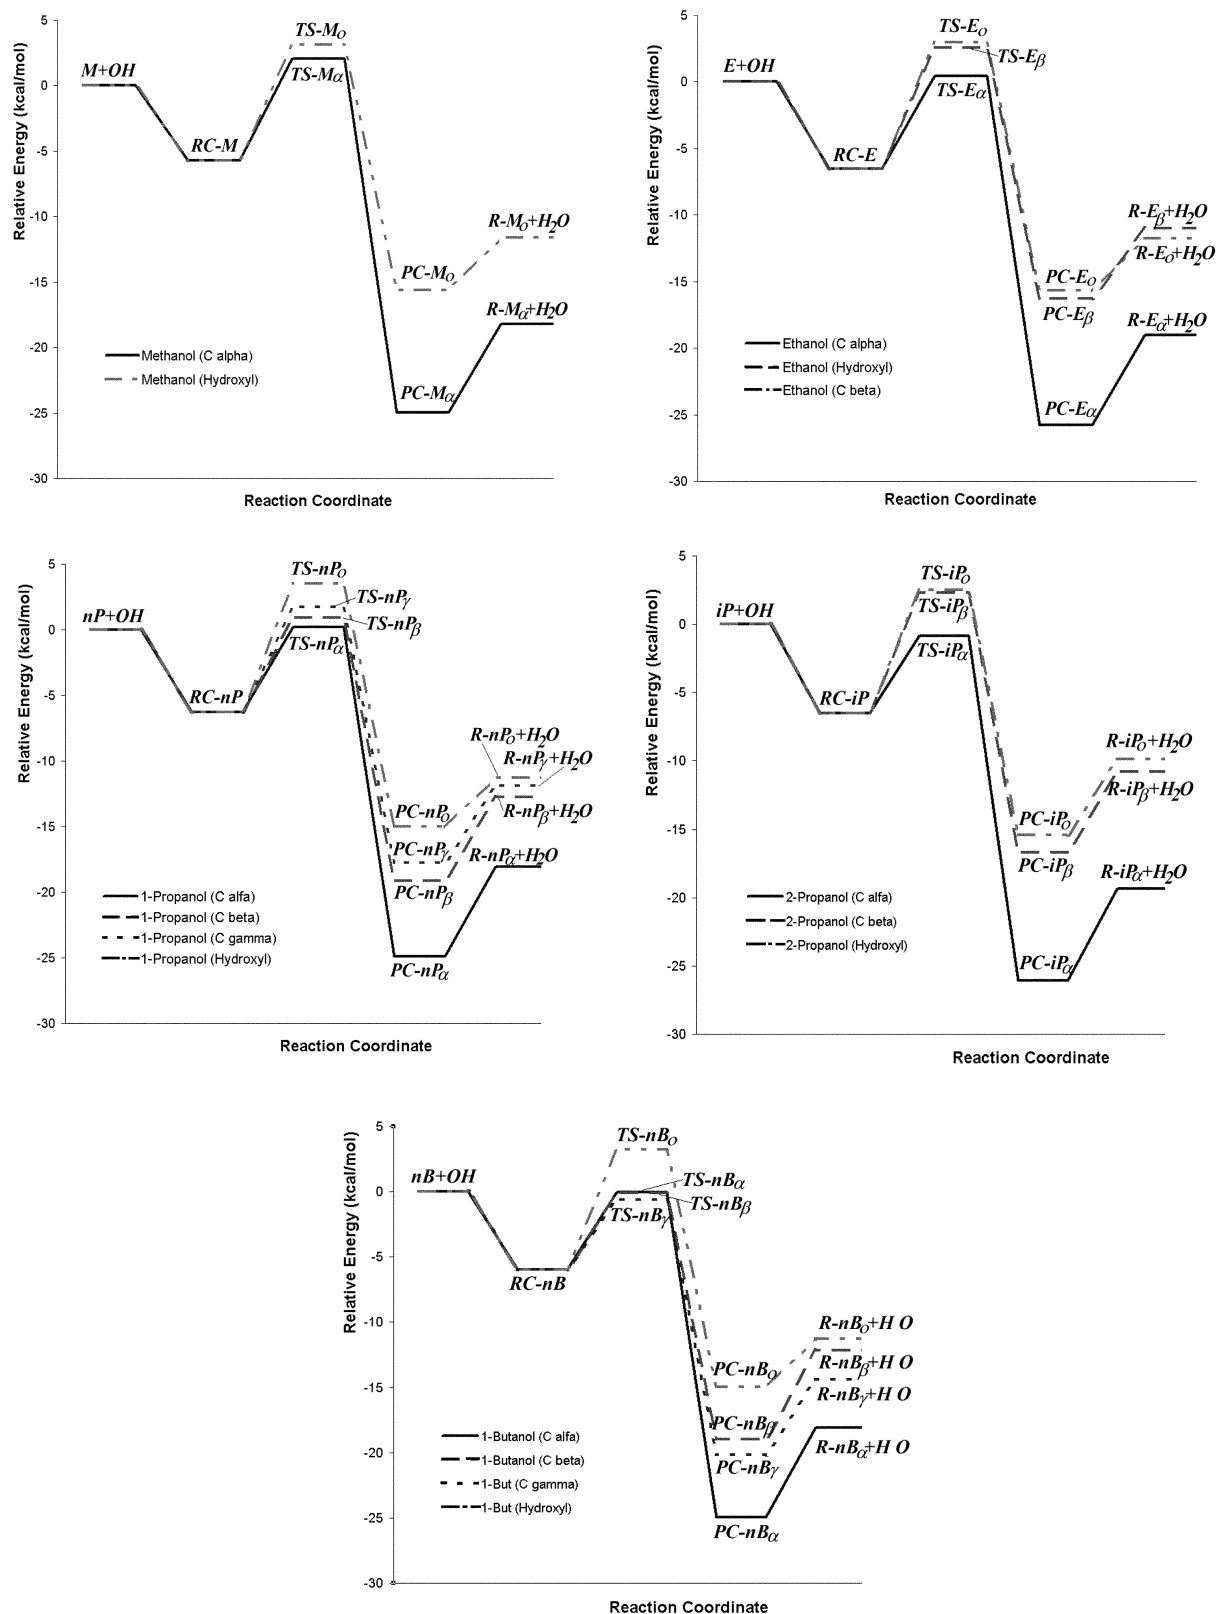 5
0
-5
-10
-15
-20
-25
-30
Relative Energy (kcal/mol)
M+OH
RC-M
TS-Mo
TS-Mα
PC-Mo
R-Mo+H2O
R-Mα+H2O
PC-Mα
Methanol (C alpha)
Methanol (Hydroxyl)
Reaction Coordinate
5
0
-5
-10
-15
-20
-25
-30
Relative Energy (kcal/mol)
E+OH
RC-E
TS-Eo
TS-Eβ
TS-Eα
R-Eβ+H2O
R-Eo+H2O
PC-Eo
PC-Eβ
R-Eα+H2O
PC-Eα
Ethanol (C alpha)
Ethanol (Hydroxyl)
Ethanol (C beta)
Reaction Coordinate
5
0
-5
-10
-15
-20
-25
-30
Relative Energy (kcal/mol)
nP+OH
RC-nP
TS-nPo
TS-nPγ
TS-nPβ
TS-nPα
R-nPo+H2O
R-nPγ+H2O
R-nPβ+H2O
PC-nPo
PC-nPγ
R-nPα+H2O
PC-nPβ
PC-nPα
1-Propanol (C alfa)
1-Propanol (C beta)
1-Propanol (C gamma)
1-Propanol (Hydroxyl)
Reaction Coordinate
5
0
-5
-10
-15
-20
-25
-30
Relative Energy (kcal/mol)
iP+OH
RC-iP
TS-iPo
TS-iPβ
TS-iPα
R-iPo+H2O
R-iPβ+H2O
PC-iPo
PC-iPβ
R-iPα+H2O
PC-iPα
2-Propanol (C alfa)
2-Propanol (C beta)
2-Propanol (Hydroxyl)
Reaction Coordinate
5
0
-5
-10
-15
-20
-25
-30
Relative Energy (kcal/mol)
nB+OH
RC-nB
TS-nBo
TS-nBα
TS-nBβ
TS-nBγ
R-nBo+H O
PC-nBo
R-nBβ+H O
R-nBγ+H O
PC-nBβ
R-nBα+H O
PC-nBγ
PC-nBα
1-Butanol (C alfa)
1-Butanol (C beta)
1-But (C gamma)
1-But (Hydroxyl)
Reaction Coordinate